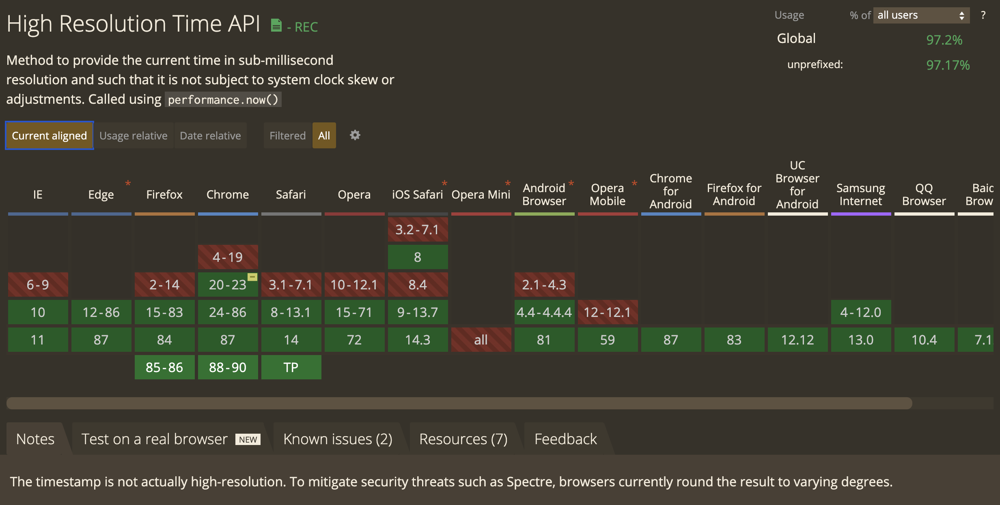 High Resolution Time API - REC
Usage % of all users ?
Global 97.2%
unprefixed: 97.17%
Method to provide the current time in sub-millisecond
resolution and such that it is not subject to system clock skew or
adjustments. Called using performance.now()
Current aligned Usage relative Date relative Filtered All
IE
Edge *
Firefox
Chrome
Safari
Opera
iOS Safari *
Opera Mini *
Android Browser *
Opera Mobile *
Chrome for Android
Firefox for Android
UC Browser for Android
Samsung Internet
QQ Browser
3.2-7.1
4-19 8
6-9 2-14 20-23 3.1-7.1 10-12.1 8.4 2.1-4.3
10 12-86 15-83 24-86 8-13.1 15-71 9-13.7 4.4-4.4.4 12-12.1 4-12.0
11 87 84 87 14 72 14.3 all 81 59 87 83 12.12 13.0 10.4 7.1
85-86 88-90 TP
Notes Test on a real browser NEW Known issues (2) Resources (7) Feedback
The timestamp is not actually high-resolution. To mitigate security threats such as Spectre, browsers currently round the result to varying degrees.